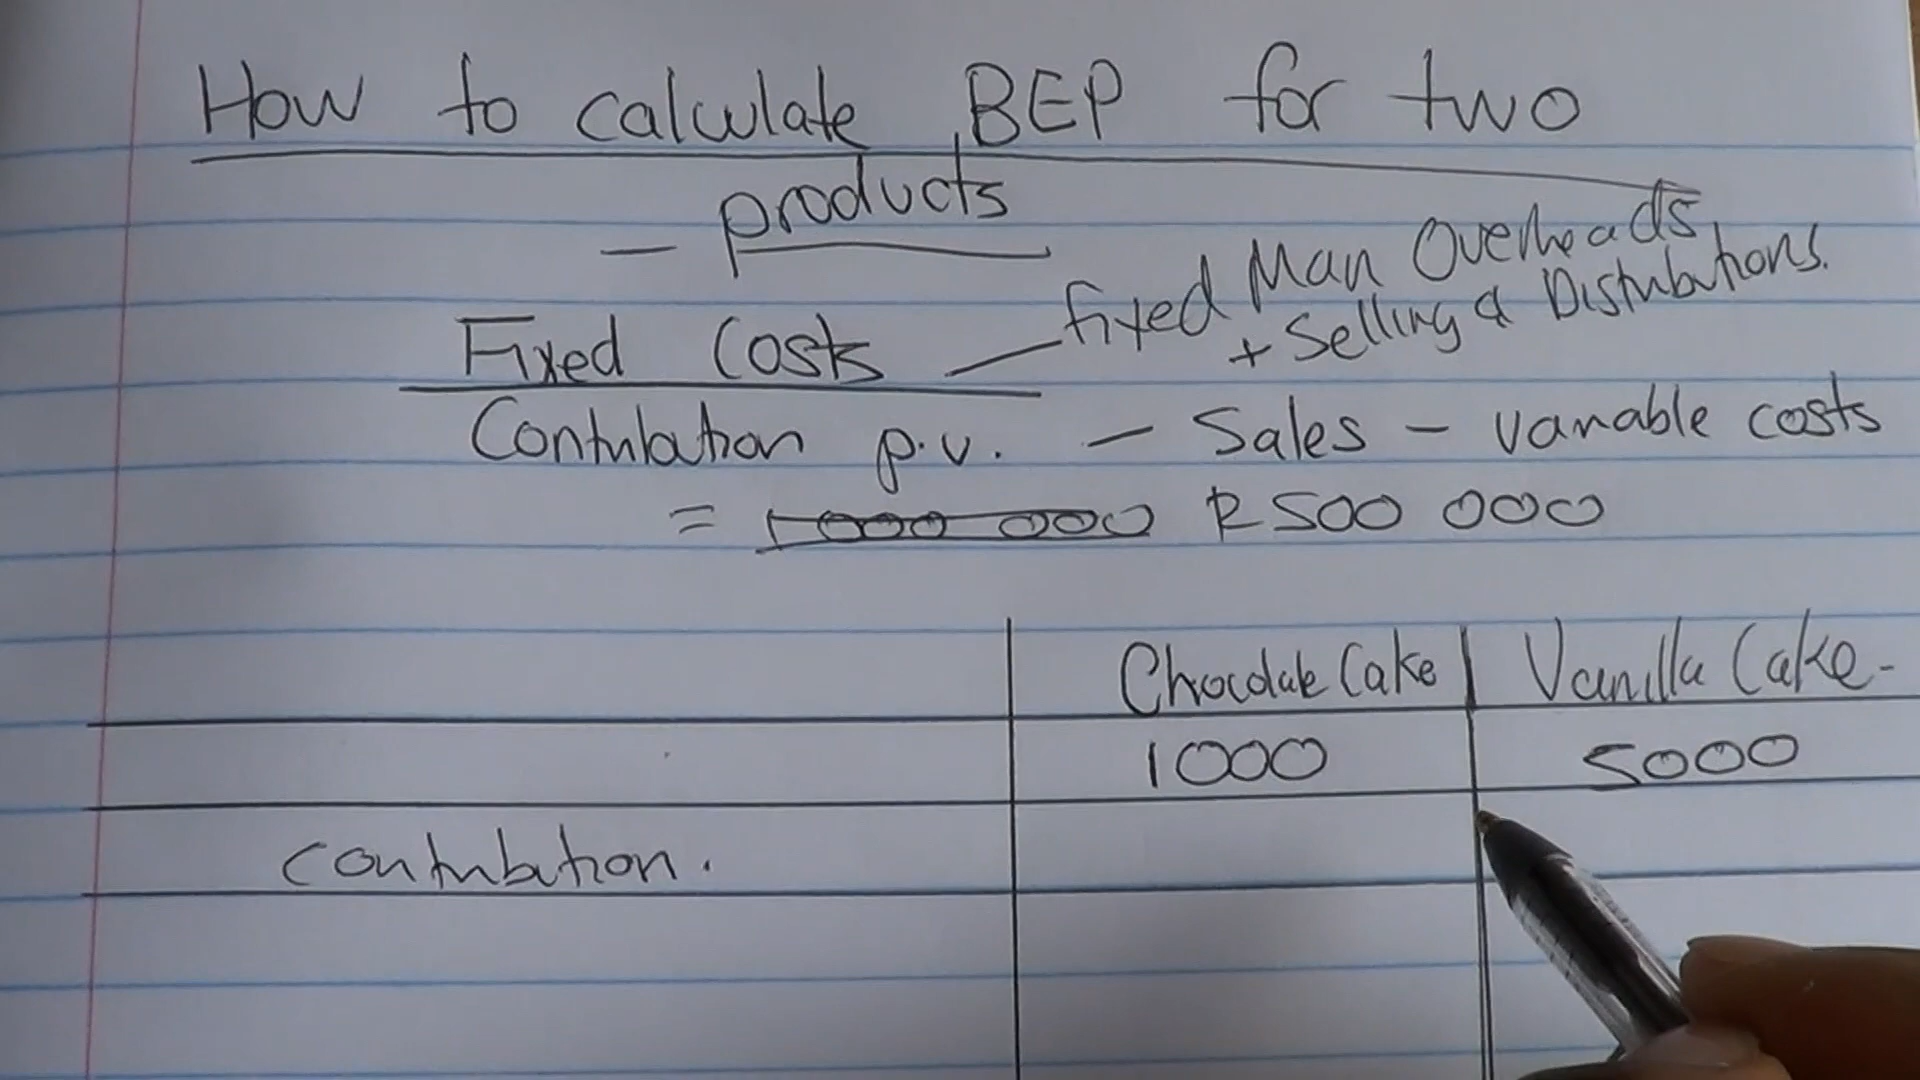 How to calculate BEP for two
- products
Fixed Costs - Fixed Man Overheads
+ Selling & Distributions.
Contribution p.v. - Sales - Variable costs
= 1000 000 R500 000
Chocolate Cake Vanilla Cake-
1000 5000
Contribution.